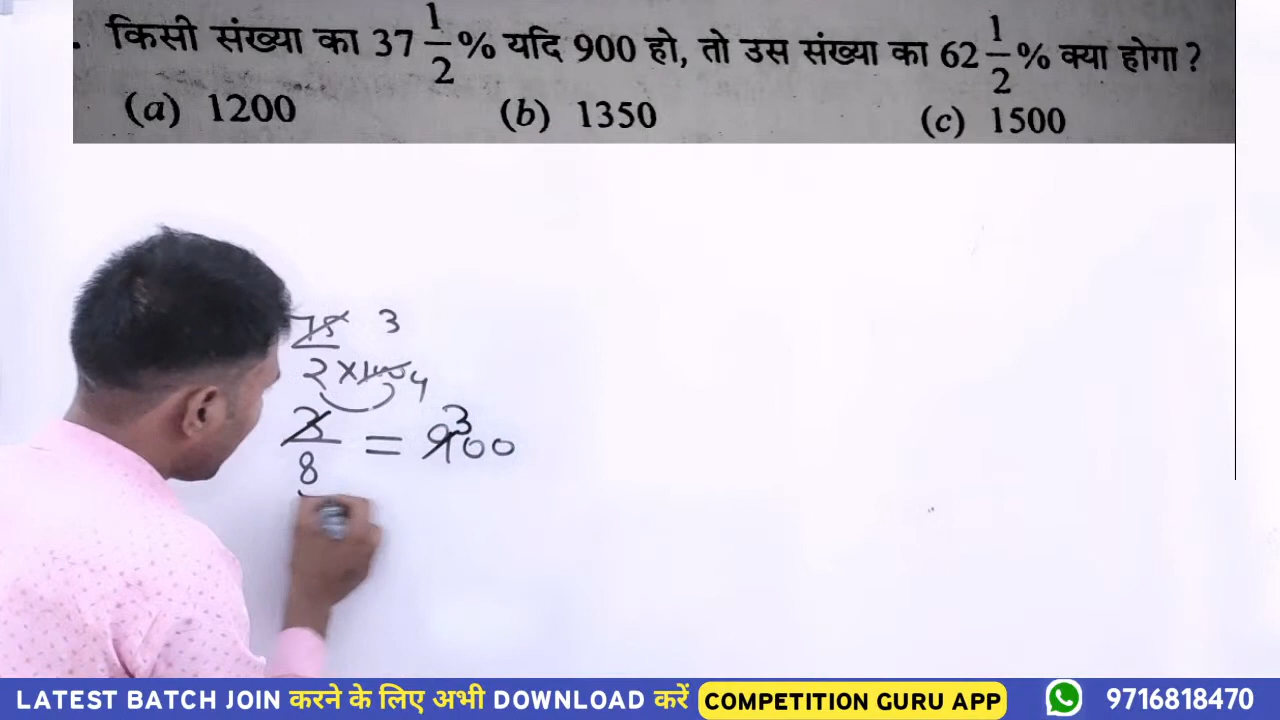 . किसी संख्या का 37 1/2 % यदि 900 हो, तो उस संख्या का 62 1/2 % क्या होगा ?
(a) 1200 (b) 1350 (c) 1500
75 3
2 × 100 4
3 3
8 = 900
LATEST BATCH JOIN करने के लिए अभी DOWNLOAD करें COMPETITION GURU APP 9716818470